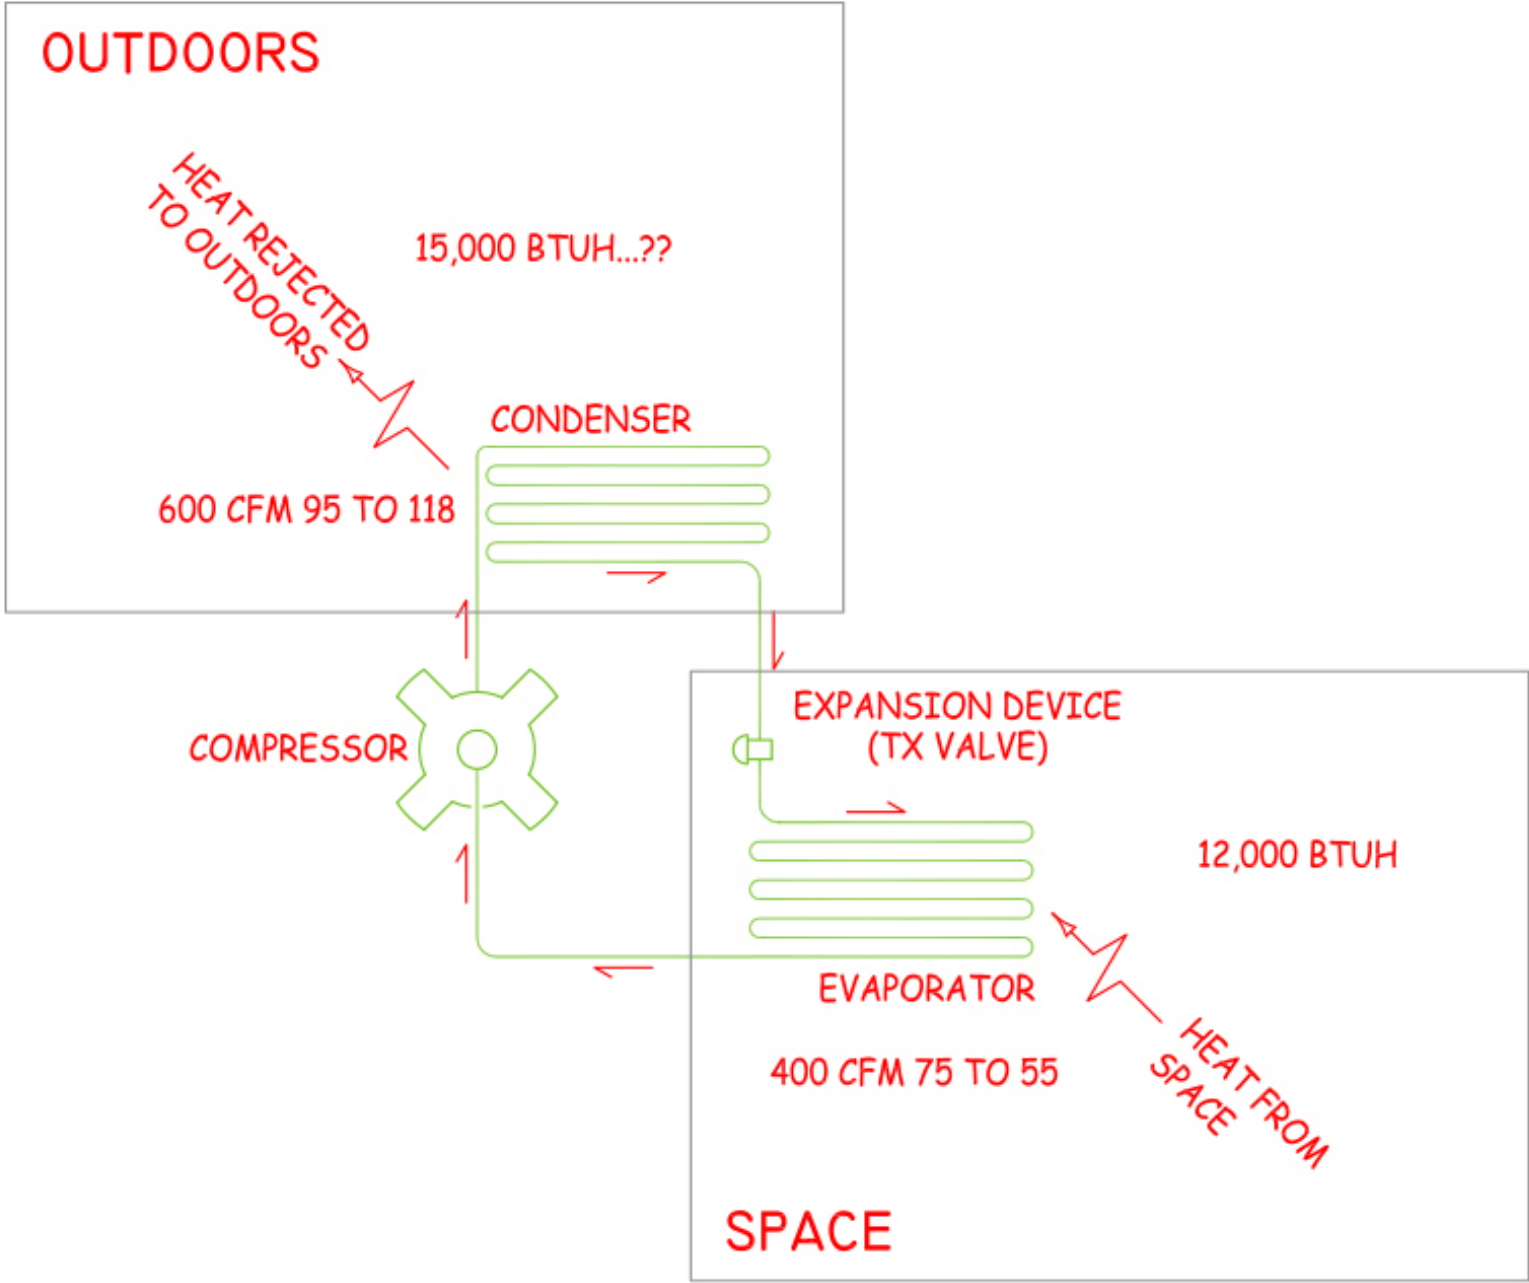 OUTDOORS
HEAT REJECTED
TO OUTDOORS
15,000 BTUH...??
CONDENSER
600 CFM 95 TO 118
COMPRESSOR
EXPANSION DEVICE
(TX VALVE)
12,000 BTUH
EVAPORATOR
400 CFM 75 TO 55
HEAT FROM
SPACE
SPACE